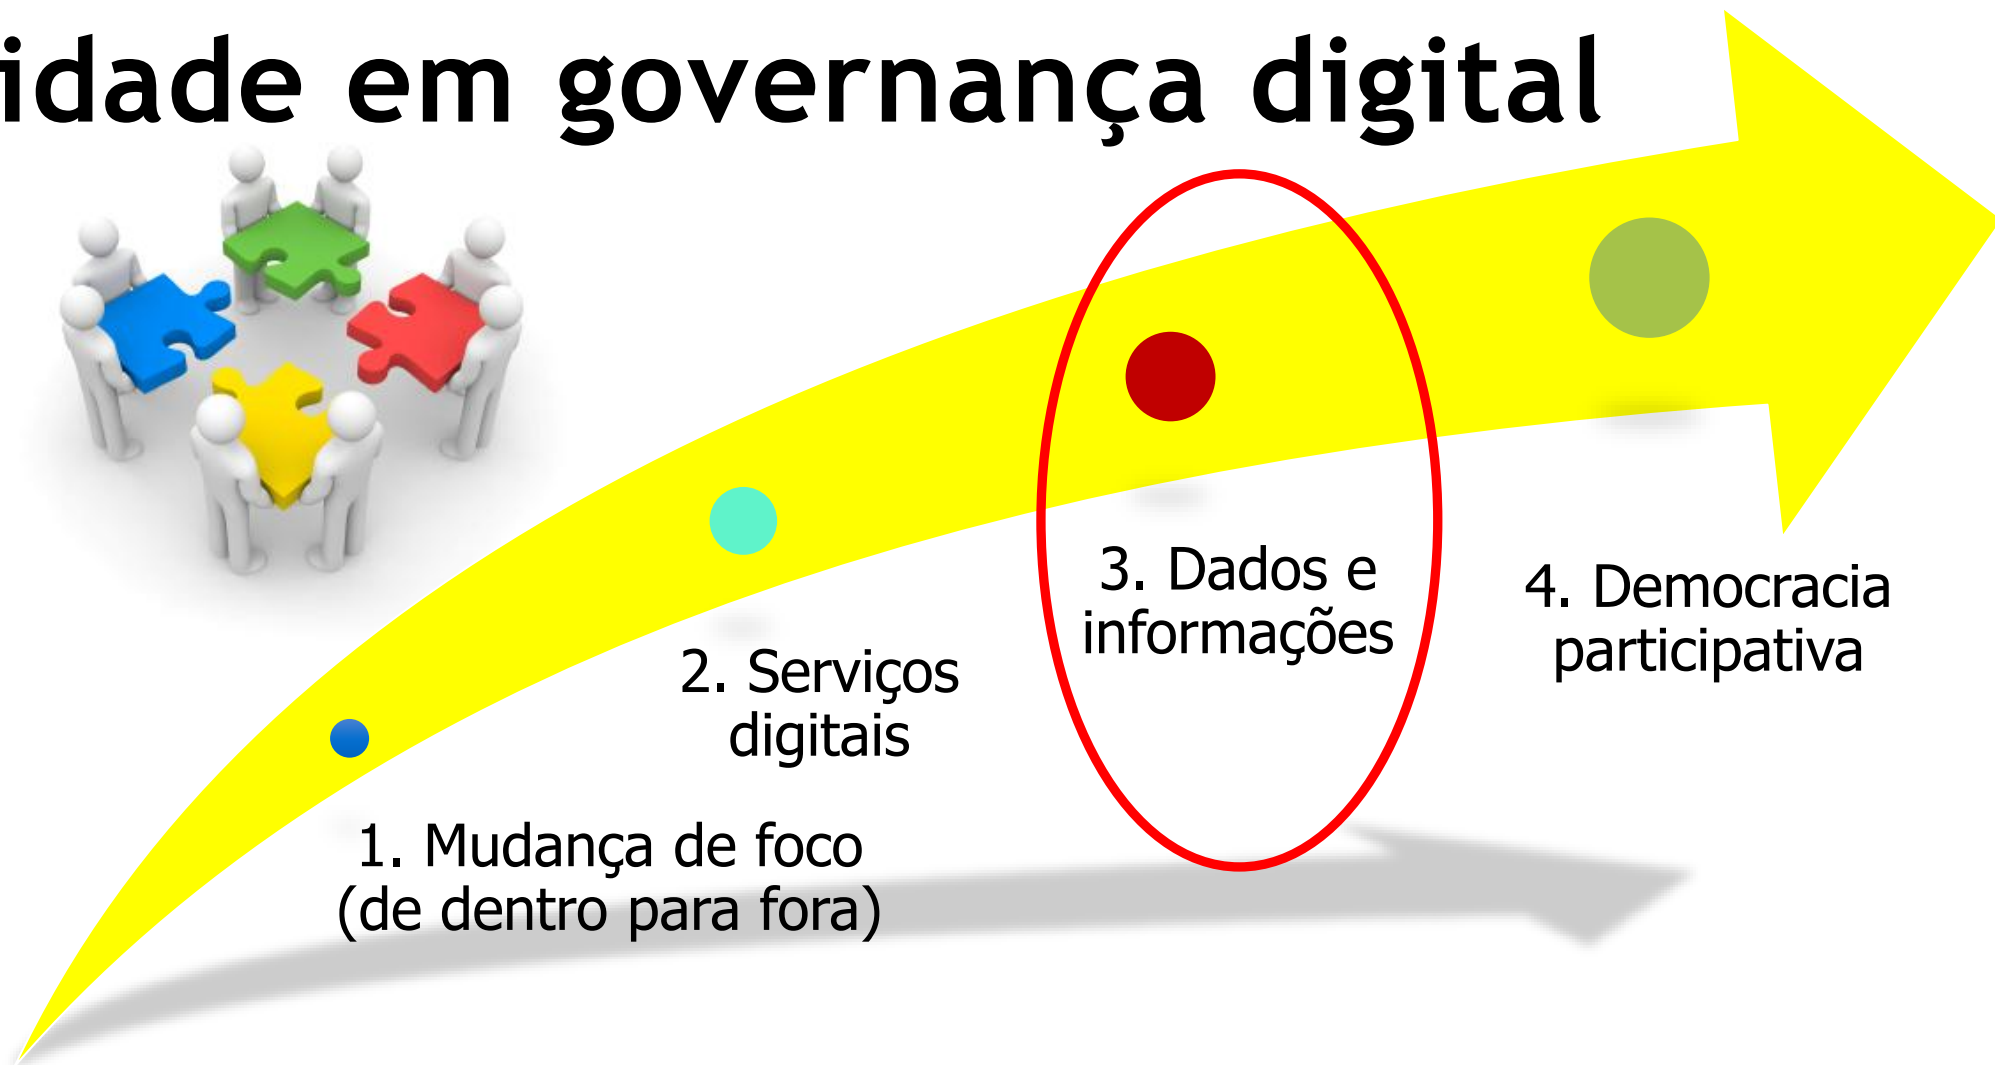 idade em governança digital
3. Dados e
informações
4. Democracia
participativa
2. Serviços
digitais
1. Mudança de foco
(de dentro para fora)